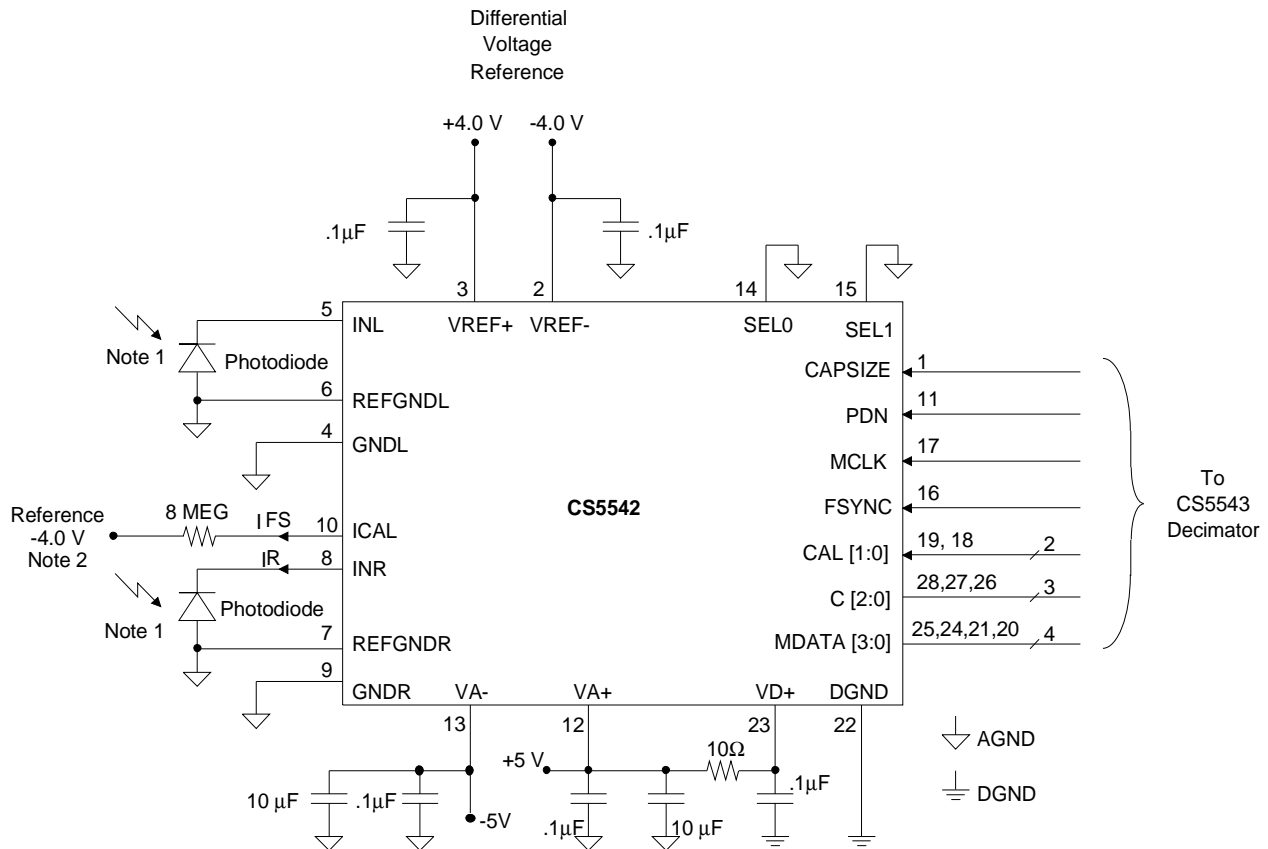 Differential
Voltage
Reference
+4.0 V
-4.0 V
.1µF
.1µF
3
2
14
15
VREF+
VREF-
SEL0
SEL1
5
INL
Note 1
Photodiode
6
REFGNDL
4
GNDL
Reference
-4.0 V
Note 2
8 MEG
IFS
10
ICAL
IR
8
INR
Note 1
Photodiode
7
REFGNDR
9
GNDR
CS5542
CAPSIZE
1
PDN
11
MCLK
17
FSYNC
16
CAL [1:0]
19, 18
2
C [2:0]
28,27,26
3
MDATA [3:0]
25,24,21,20
4
To
CS5543
Decimator
VA-
VA+
VD+
DGND
13
12
23
22
10 µF
.1µF
-5V
+5 V
.1µF
10 µF
10Ω
.1µF
AGND
DGND